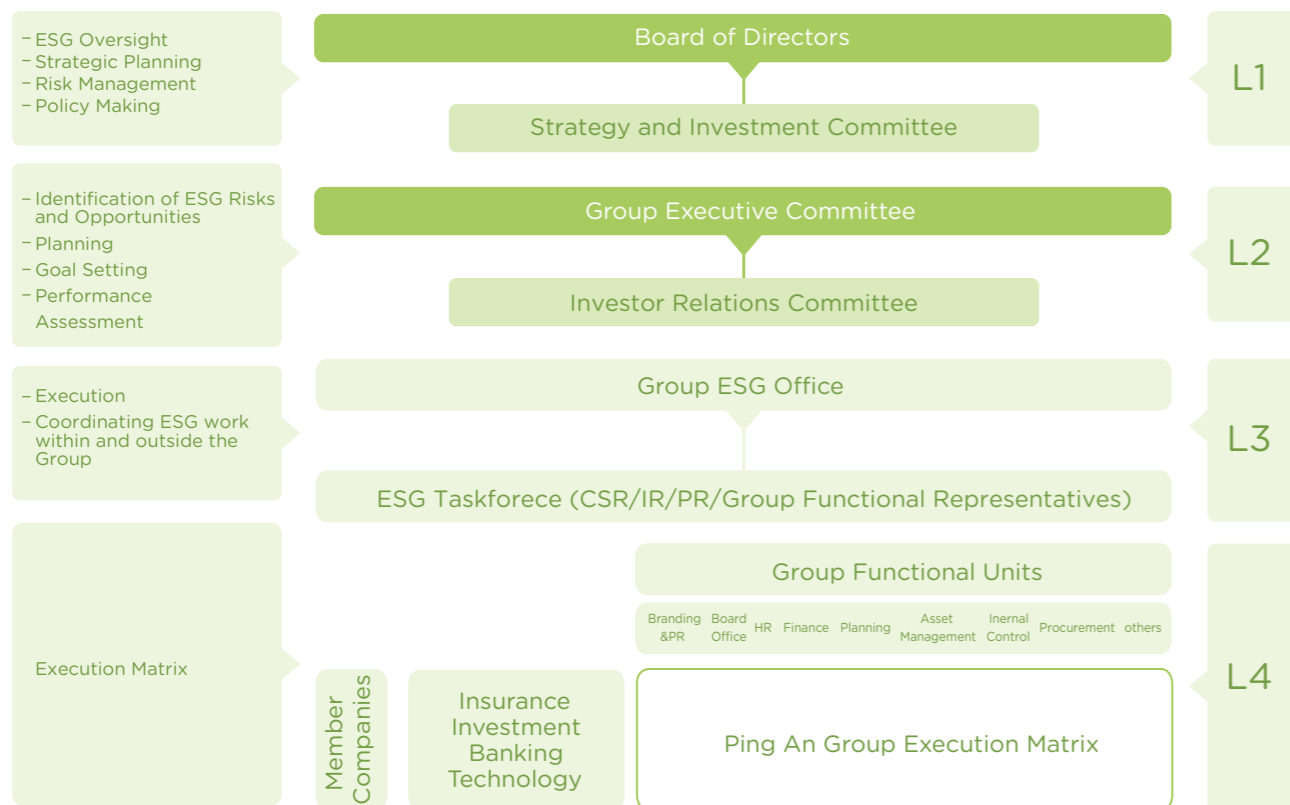 – ESG Oversight
– Strategic Planning
– Risk Management
– Policy Making
Board of Directors
Strategy and Investment Committee
L1
– Identification of ESG Risks
and Opportunities
– Planning
– Goal Setting
– Performance
Assessment
Group Executive Committee
Investor Relations Committee
L2
– Execution
– Coordinating ESG work
within and outside the
Group
Group ESG Office
ESG Taskforece (CSR/IR/PR/Group Functional Representatives)
L3
Execution Matrix
Group Functional Units
Branding
&PR
Board
Office
HR
Finance
Planning
Asset
Management
Inernal
Control
Procurement
others
Member
Companies
Insurance
Investment
Banking
Technology
Ping An Group Execution Matrix
L4